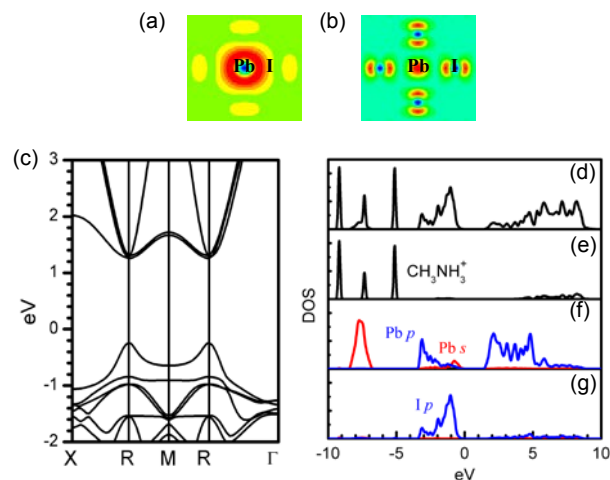 (a)
(b)
Pb I
Pb I
(c)
3
2
1
0
-1
-2
eV
X R M R Γ
(d)
(e)
CH₃NH₃⁺
(f)
Pb p
Pb s
(g)
I p
DOS
-10 -5 0 5 10
eV